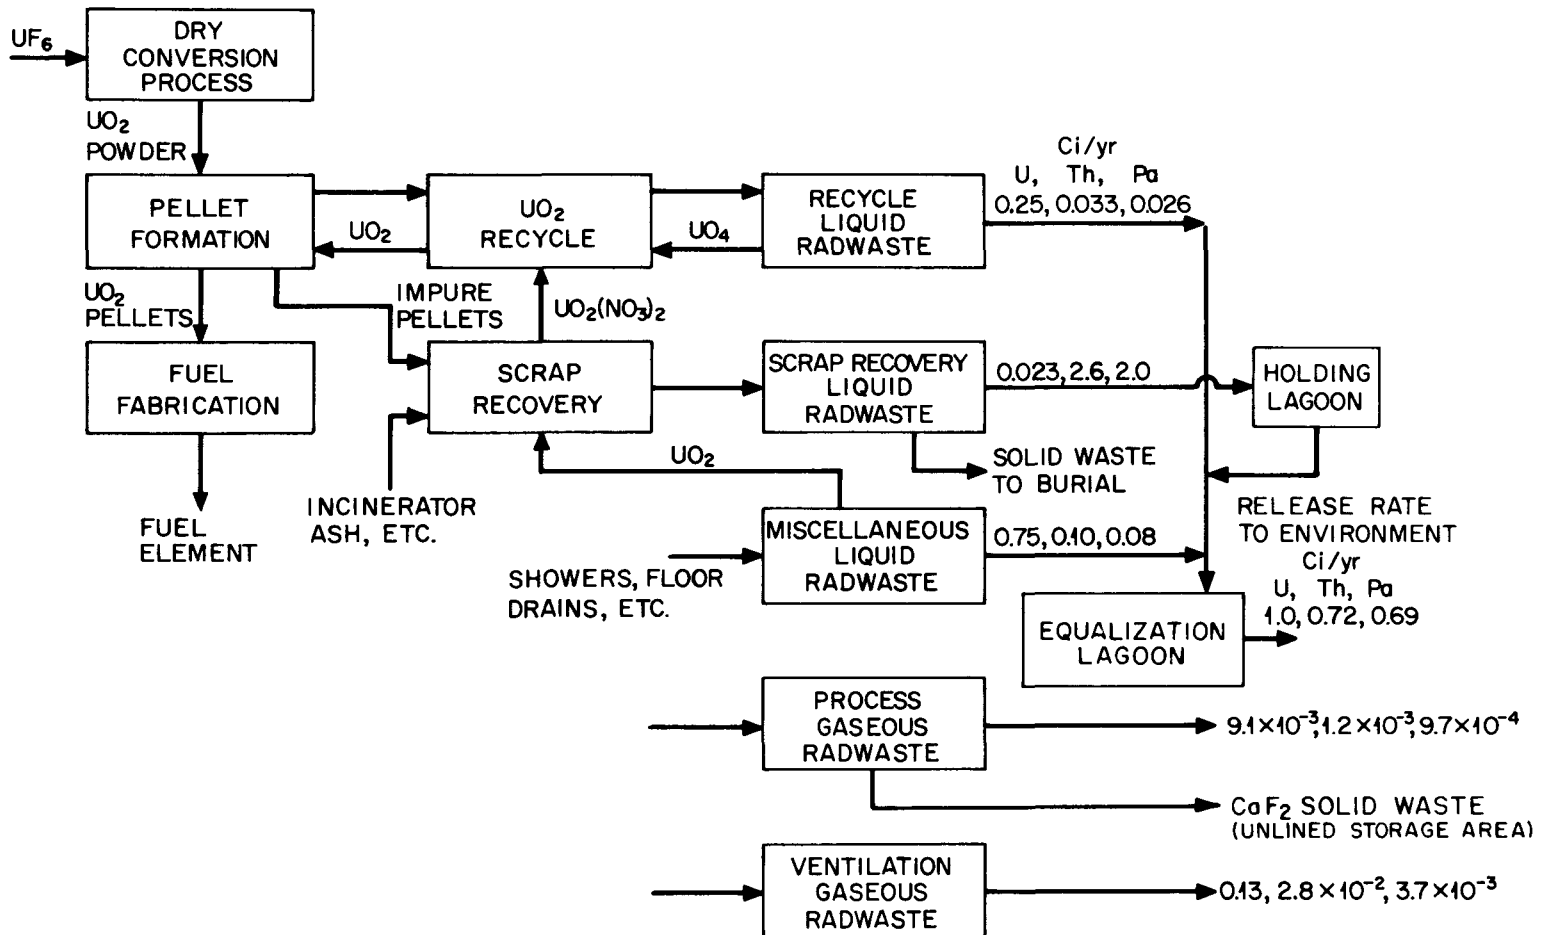 UF₆
DRY
CONVERSION
PROCESS
UO₂
POWDER
PELLET
FORMATION
UO₂
UO₂
RECYCLE
UO₄
RECYCLE
LIQUID
RADWASTE
Ci/yr
U, Th, Pa
0.25, 0.033, 0.026
UO₂
PELLETS
IMPURE
PELLETS
UO₂(NO₃)₂
FUEL
FABRICATION
SCRAP
RECOVERY
SCRAP RECOVERY
LIQUID
RADWASTE
0.023, 2.6, 2.0
HOLDING
LAGOON
UO₂
SOLID WASTE
TO BURIAL
INCINERATOR
ASH, ETC.
FUEL
ELEMENT
MISCELLANEOUS
LIQUID
RADWASTE
0.75, 0.10, 0.08
SHOWERS, FLOOR
DRAINS, ETC.
RELEASE RATE
TO ENVIRONMENT
Ci/yr
U, Th, Pa
1.0, 0.72, 0.69
EQUALIZATION
LAGOON
PROCESS
GASEOUS
RADWASTE
9.1×10⁻³, 1.2×10⁻³, 9.7×10⁻⁴
CaF₂ SOLID WASTE
(UNLINED STORAGE AREA)
VENTILATION
GASEOUS
RADWASTE
0.13, 2.8×10⁻², 3.7×10⁻³